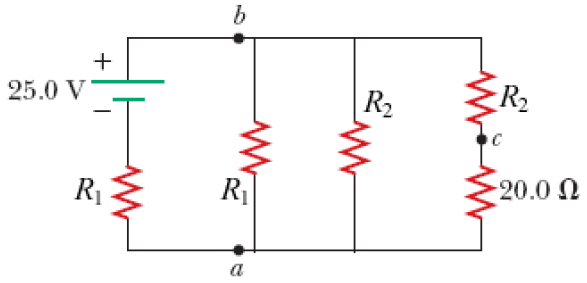 b
+
25.0 V
−
R₂
R₂
c
R₁
R₁
20.0 Ω
a